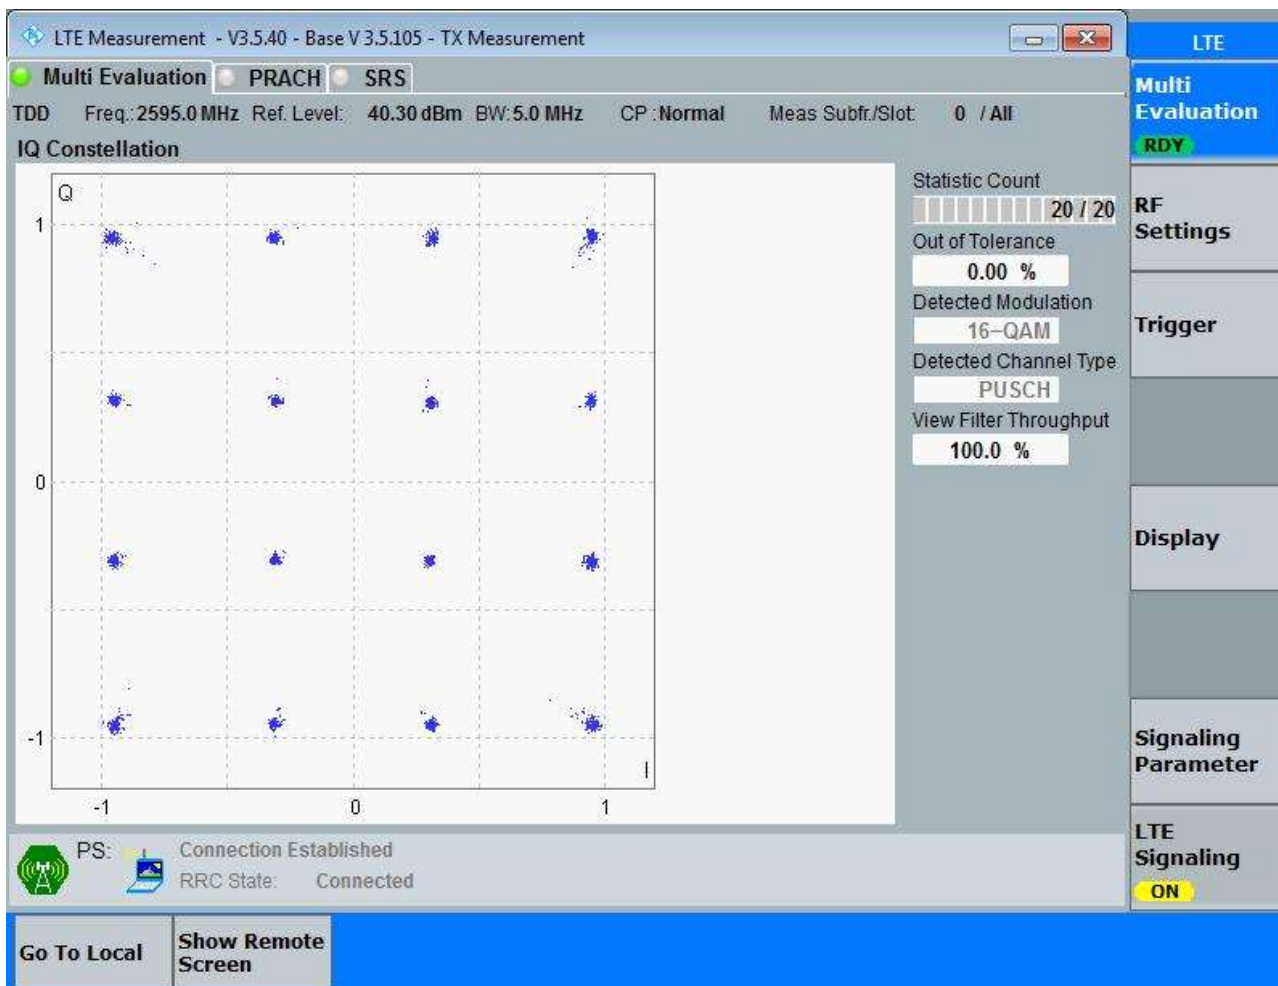 LTE Measurement - V3.5.40 - Base V 3.5.105 - TX Measurement
LTE
Multi Evaluation PRACH SRS
Multi
Evaluation
RDY
TDD Freq.: 2595.0 MHz Ref. Level: 40.30 dBm BW: 5.0 MHz CP : Normal Meas Subfr./Slot: 0 / All
IQ Constellation
Q
1
0
-1
-1 0 1
I
Statistic Count
20 / 20
Out of Tolerance
0.00 %
Detected Modulation
16-QAM
Detected Channel Type
PUSCH
View Filter Throughput
100.0 %
RF
Settings
Trigger
Display
Signaling
Parameter
LTE
Signaling
ON
PS: Connection Established
RRC State: Connected
Go To Local
Show Remote
Screen